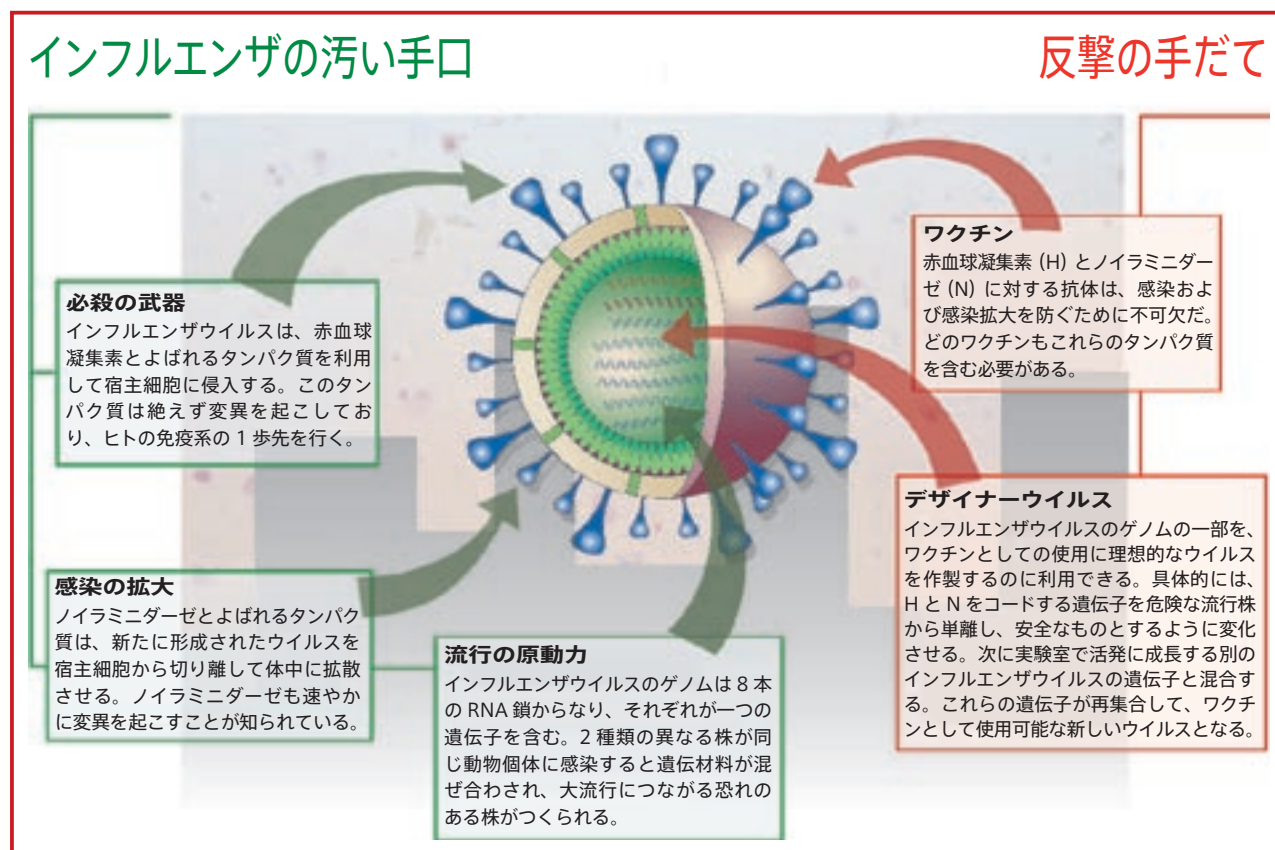 インフルエンザの汚い手口
反撃の手だて
必殺の武器
インフルエンザウイルスは、赤血球
凝集素とよばれるタンパク質を利用
して宿主細胞に侵入する。このタン
パク質は絶えず変異を起こしてお
り、ヒトの免疫系の 1 歩先を行く。
感染の拡大
ノイラミニダーゼとよばれるタンパク
質は、新たに形成されたウイルスを
宿主細胞から切り離して体中に拡散
させる。ノイラミニダーゼも速やか
に変異を起こすことが知られている。
流行の原動力
インフルエンザウイルスのゲノムは 8 本
の RNA 鎖からなり、それぞれが一つの
遺伝子を含む。2 種類の異なる株が同
じ動物個体に感染すると遺伝材料が混
ぜ合わされ、大流行につながる恐れの
ある株がつくられる。
ワクチン
赤血球凝集素 (H) とノイラミニダー
ゼ (N) に対する抗体は、感染およ
び感染拡大を防ぐために不可欠だ。
どのワクチンもこれらのタンパク質
を含む必要がある。
デザイナーウイルス
インフルエンザウイルスのゲノムの一部を、
ワクチンとしての使用に理想的なウイルス
を作製するのに利用できる。具体的には、
H と N をコードする遺伝子を危険な流行株
から単離し、安全なものとするように変化
させる。次に実験室で活発に成長する別の
インフルエンザウイルスの遺伝子と混合す
る。これらの遺伝子が再集合して、ワクチ
ンとして使用可能な新しいウイルスとなる。